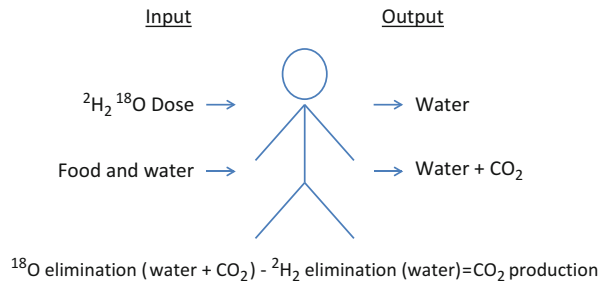 Input Output
²H₂ ¹⁸O Dose Water
Food and water Water + CO₂
¹⁸O elimination (water + CO₂) - ²H₂ elimination (water)=CO₂ production